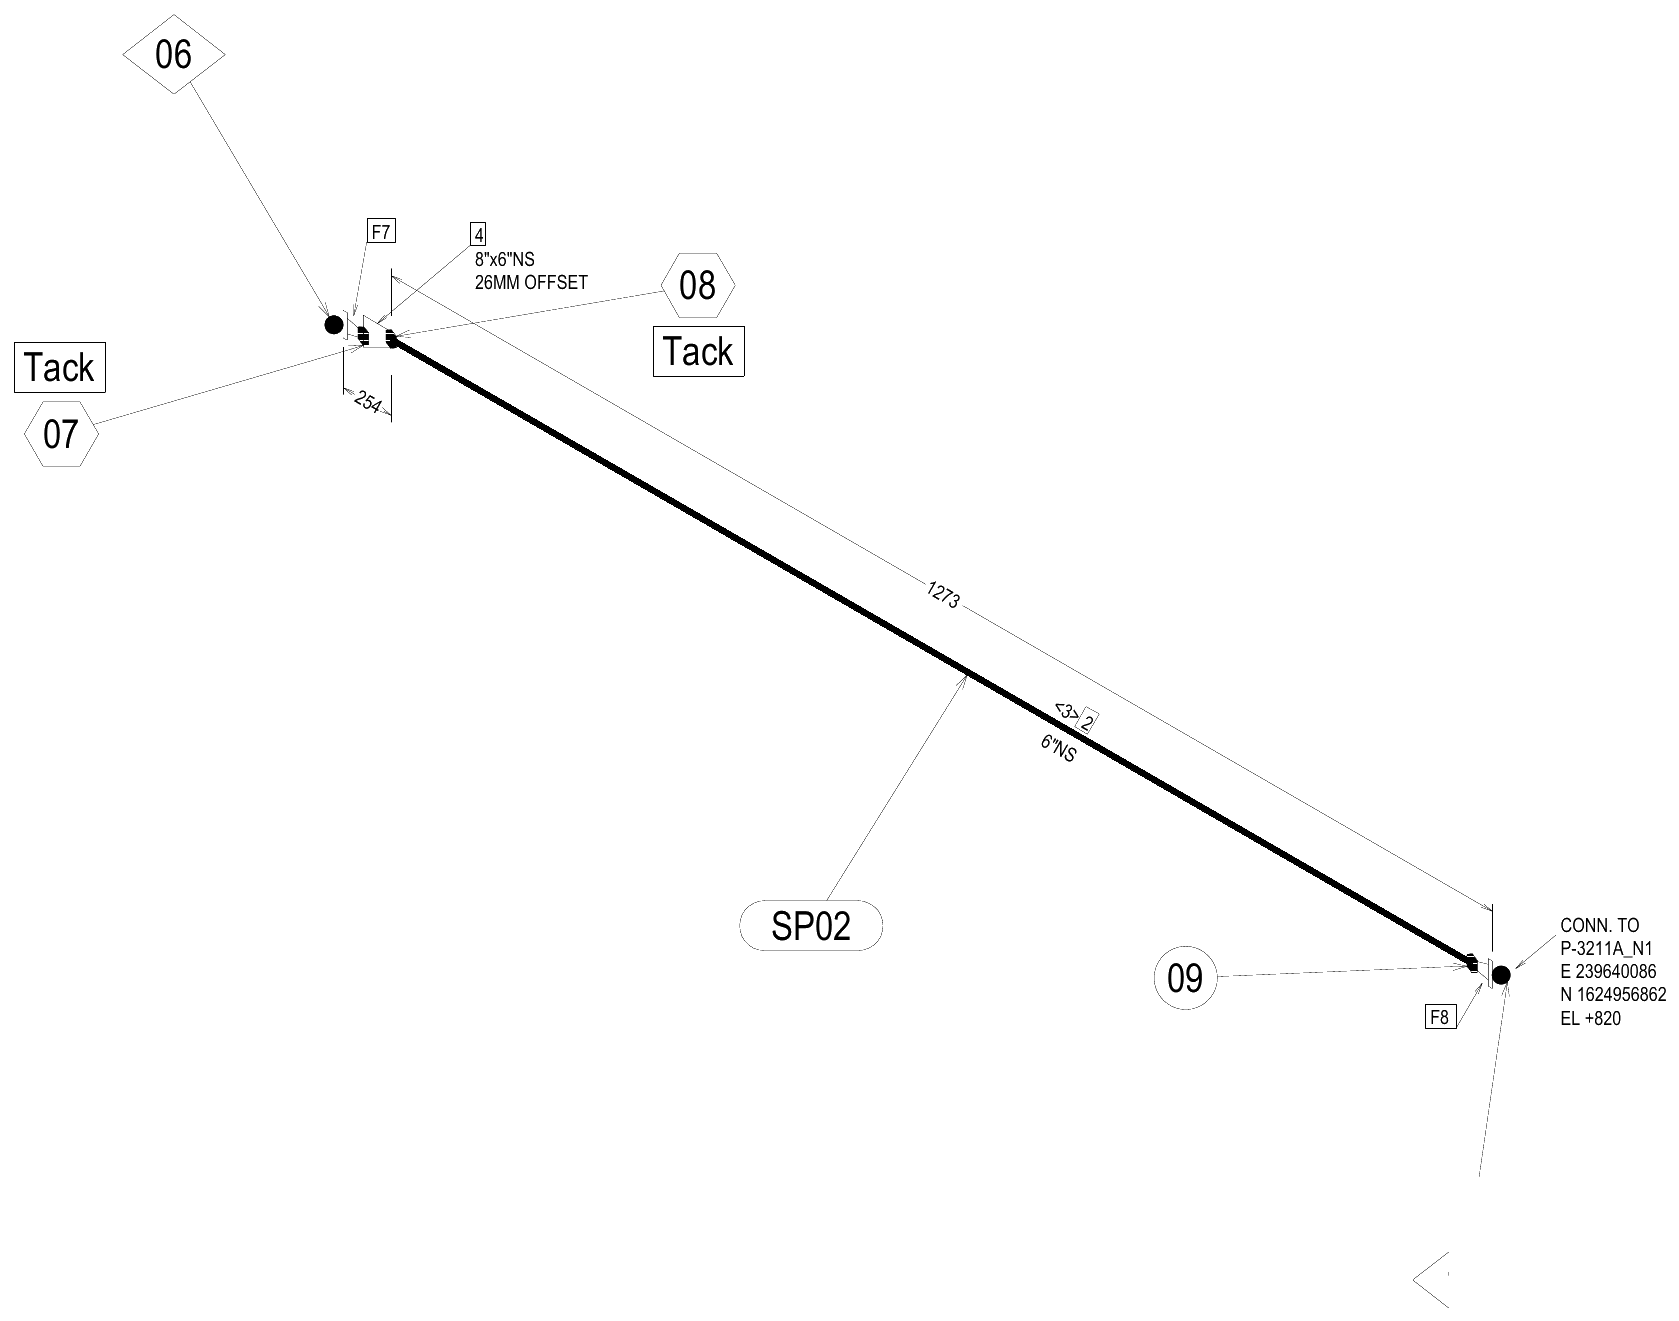 06
F7
4
8"x6"NS
26MM OFFSET
08
Tack
Tack
07
254
1273
<3> 2
6"NS
SP02
09
F8
CONN. TO
P-3211A_N1
E 239640086
N 1624956862
EL +820